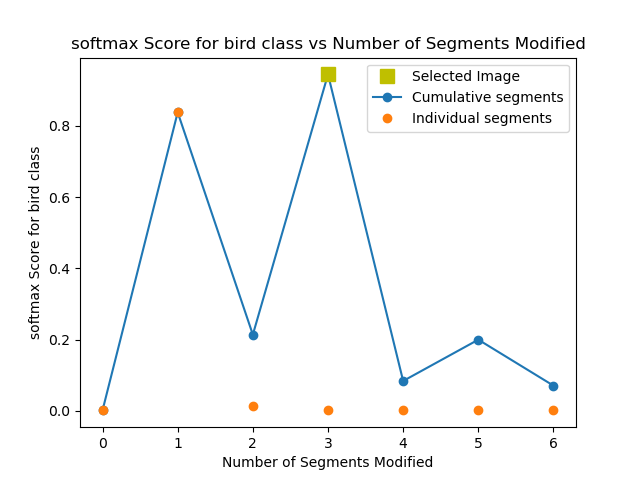 softmax Score for bird class vs Number of Segments Modified
Selected Image
Cumulative segments
Individual segments
softmax Score for bird class
0.8
0.6
0.4
0.2
0.0
0 1 2 3 4 5 6
Number of Segments Modified